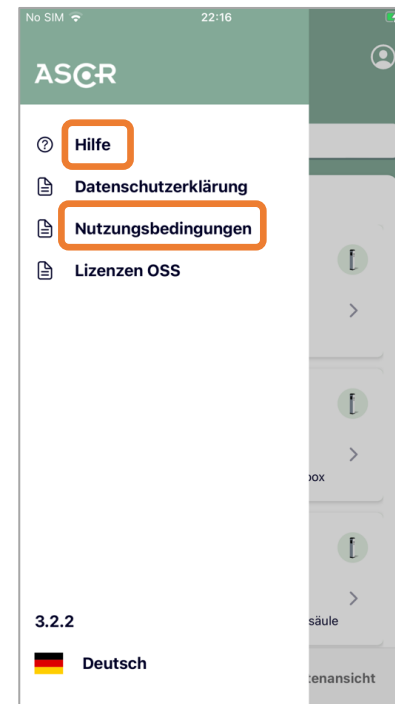 No SIM 22:16
ASCR
Hilfe
Datenschutzerklärung
Nutzungsbedingungen
Lizenzen OSS
box
3.2.2
säule
Deutsch
tenansicht